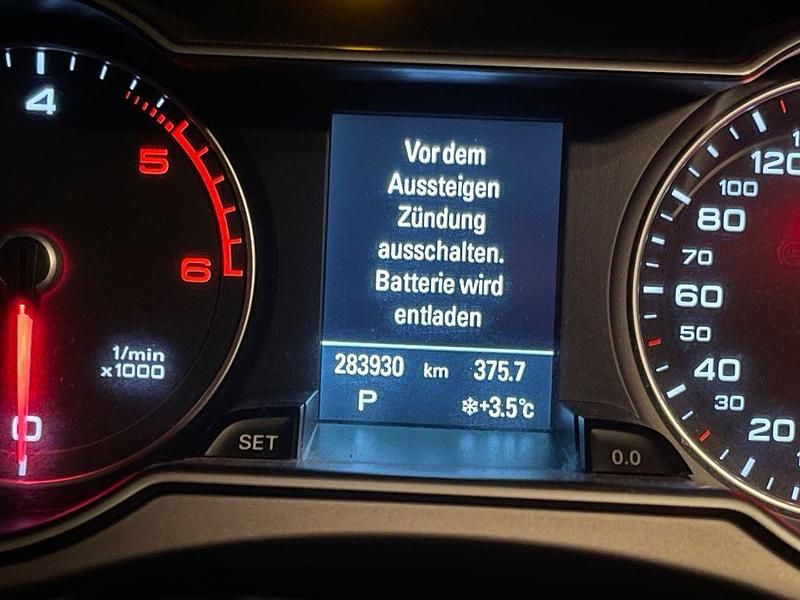 4
5
6
1/min
x1000
0
Vor dem
Aussteigen
Zündung
ausschalten.
Batterie wird
entladen
283930 km 375.7
P ❄+3.5°C
SET
0.0
120
100
80
70
60
50
40
30
20